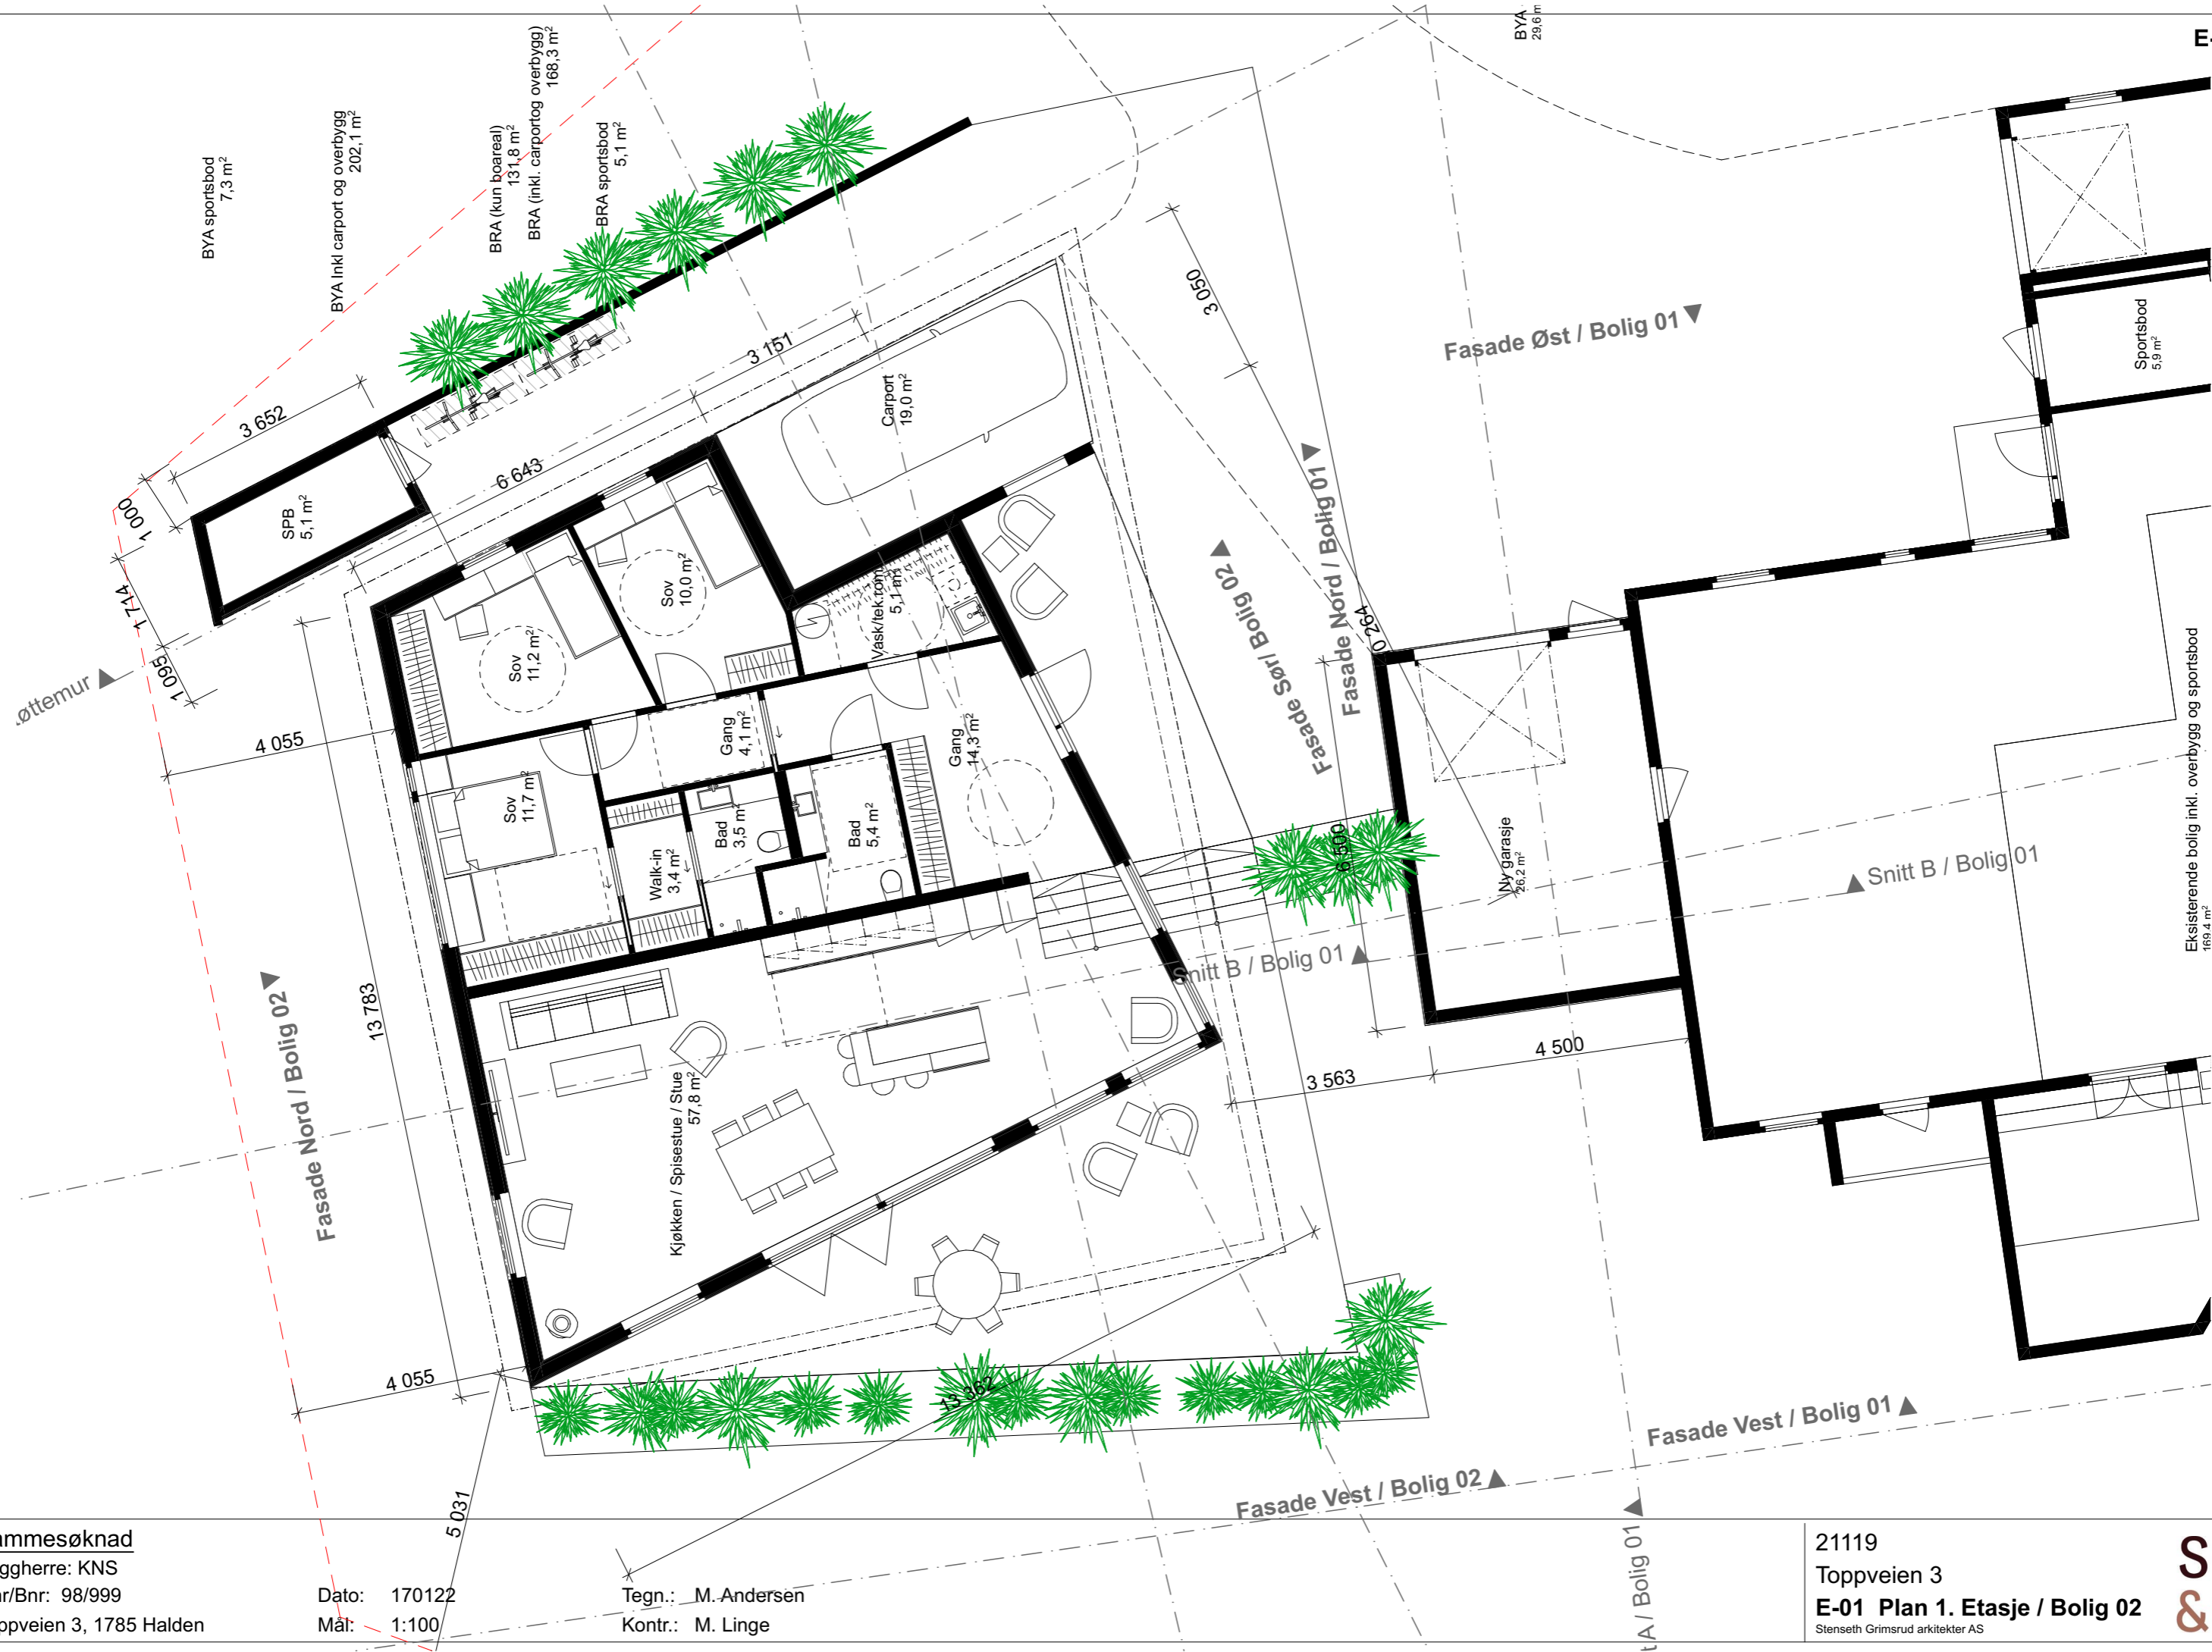 BYA sportsbod
7,3 m²
BYA Inkl carport og overbygg
202,1 m²
BRA (kun boareal)
131,8 m²
BRA (inkl. carportog overbygg)
168,3 m²
BRA sportsbod
5,1 m²
BYA
29,6 m
E-
3 652
1 000
1 744
1 095
6 643
3 151
3 050
SPB
5,1 m²
Carport
19,0 m²
Fasade Øst / Bolig 01
Sportsbod
5,9 m²
Sov
10,0 m²
Sov
11,2 m²
Vask/tek.rom
5,1 m²
Fasade Sør/ Bolig 02
Fasade Nord / Bolig 01
0 264
øttemur
4 055
Gang
4,1 m²
Gang
14,3 m²
Sov
11,7 m²
Walk-in
3,4 m²
Bad
3,5 m²
Bad
5,4 m²
6 500
Ny garasje
26,2 m²
Snitt B / Bolig 01
Snitt B / Bolig 01
Eksisterende bolig inkl. overbygg og sportsbod
169,4 m²
Fasade Nord / Bolig 02
13 783
Kjøkken / Spisestue / Stue
57,8 m²
3 563
4 500
4 055
13 362
5 031
Fasade Vest / Bolig 01
Fasade Vest / Bolig 02
t A / Bolig 01
ammesøknad
ggherre: KNS
nr/Bnr: 98/999
ppveien 3, 1785 Halden
Dato: 170122
Mål: 1:100
Tegn.: M. Andersen
Kontr.: M. Linge
21119
Toppveien 3
E-01 Plan 1. Etasje / Bolig 02
Stenseth Grimsrud arkitekter AS
S
&